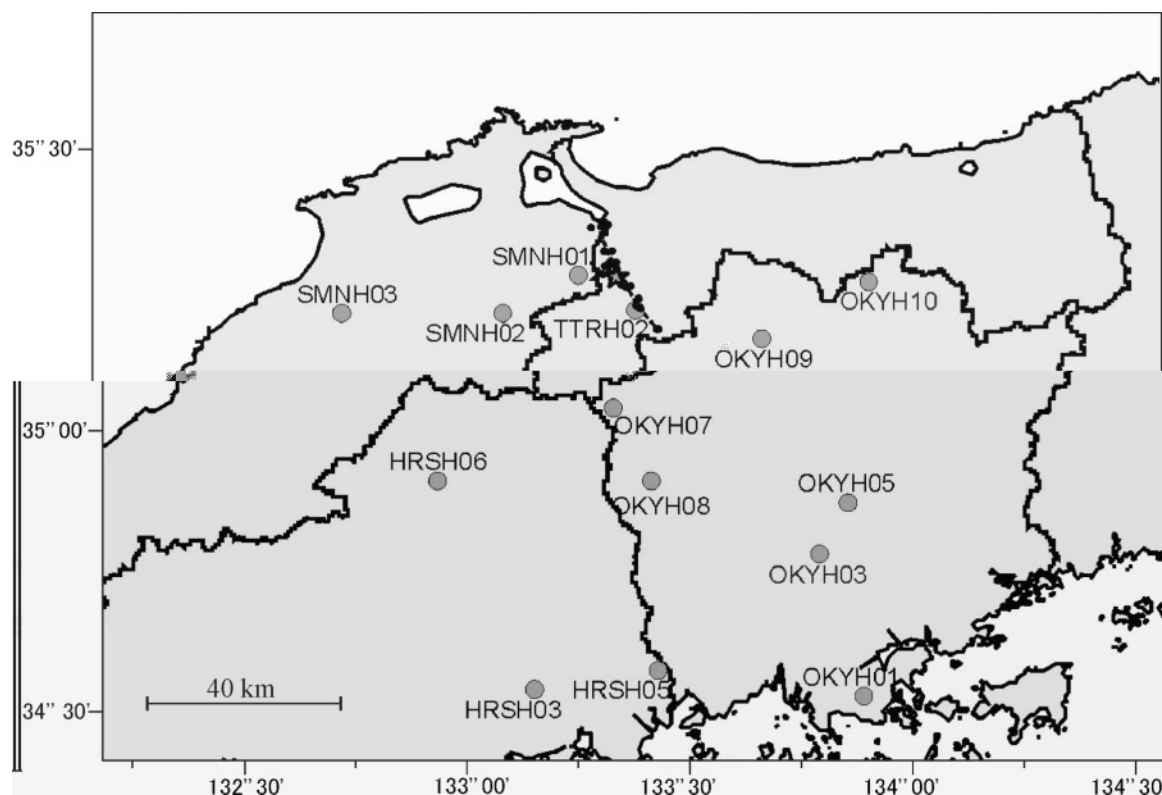 35" 30'
SMNH01
SMNH03
OKYH10
SMNH02
TTRH02
OKYH09
35" 00'
OKYH07
HRSH06
OKYH05
OKYH08
OKYH03
40 km
HRSH05
OKYH01
HRSH03
34" 30'
132" 30' 133" 00' 133" 30' 134" 00' 134" 30'